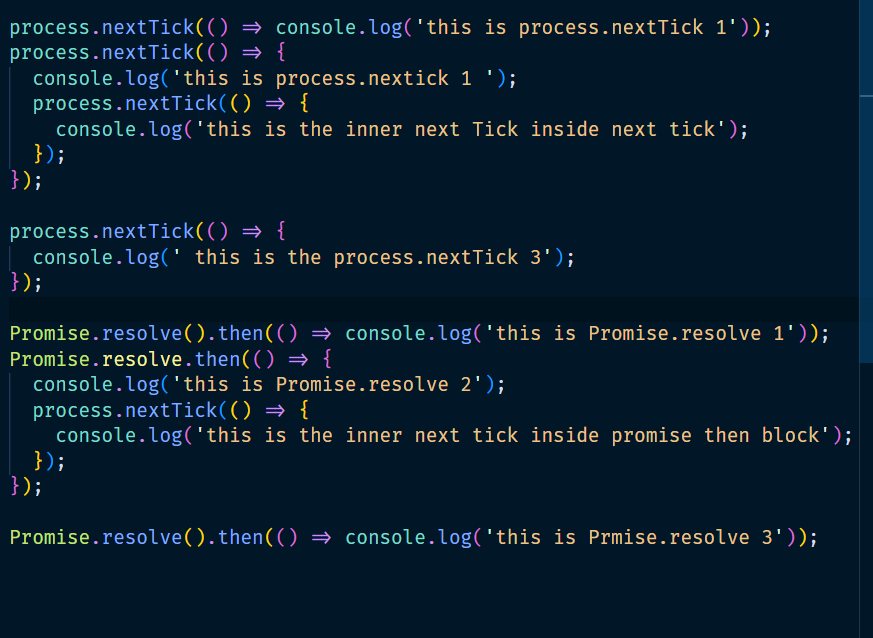 process.nextTick(() => console.log('this is process.nextTick 1'));
process.nextTick(() => {
  console.log('this is process.nextick 1 ');
  process.nextTick(() => {
    console.log('this is the inner next Tick inside next tick');
  });
});
process.nextTick(() => {
  console.log(' this is the process.nextTick 3');
});
Promise.resolve().then(() => console.log('this is Promise.resolve 1'));
Promise.resolve.then(() => {
  console.log('this is Promise.resolve 2');
  process.nextTick(() => {
    console.log('this is the inner next tick inside promise then block');
  });
});
Promise.resolve().then(() => console.log('this is Prmise.resolve 3'));